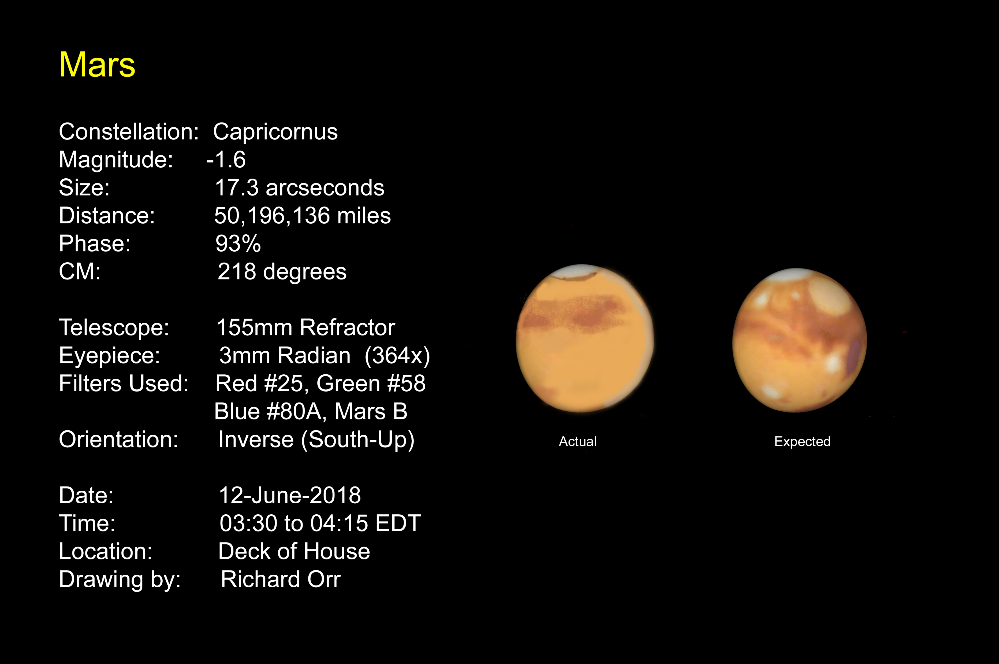 Mars
Constellation: Capricornus
Magnitude: -1.6
Size: 17.3 arcseconds
Distance: 50,196,136 miles
Phase: 93%
CM: 218 degrees
Telescope: 155mm Refractor
Eyepiece: 3mm Radian (364x)
Filters Used: Red #25, Green #58
Blue #80A, Mars B
Orientation: Inverse (South-Up)
Date: 12-June-2018
Time: 03:30 to 04:15 EDT
Location: Deck of House
Drawing by: Richard Orr
Actual
Expected